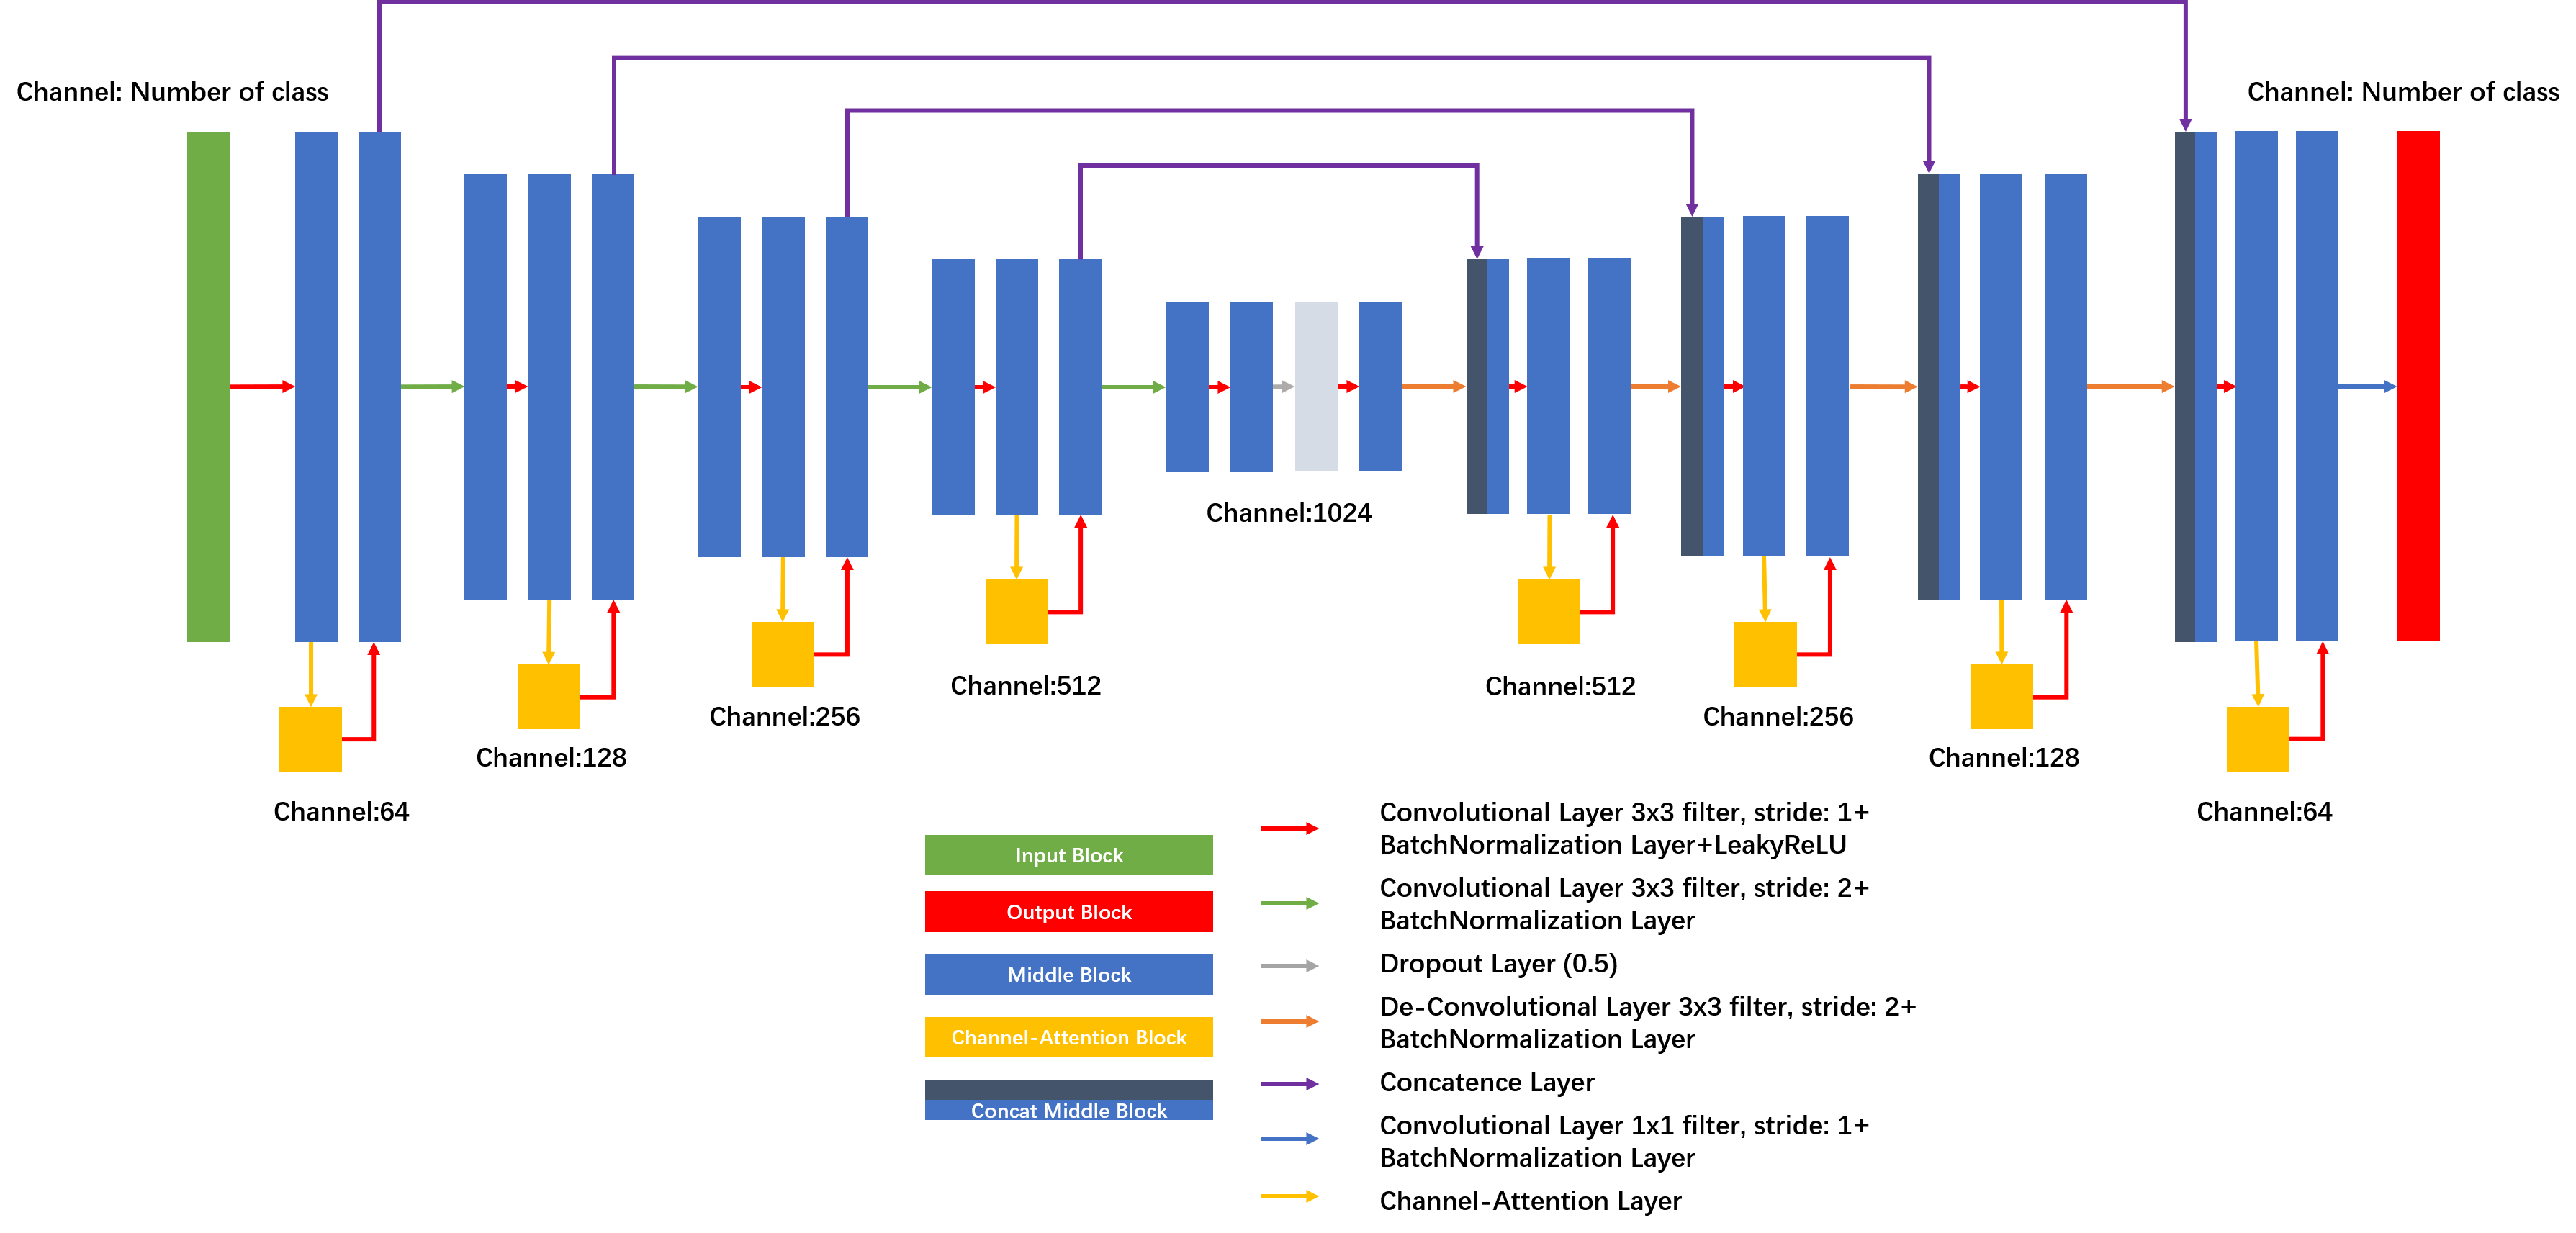 Channel: Number of class
Channel: Number of class
Channel:1024
Channel:512
Channel:512
Channel:256
Channel:256
Channel:128
Channel:128
Channel:64
Channel:64
Input Block
Output Block
Middle Block
Channel-Attention Block
Concat Middle Block
Convolutional Layer 3x3 filter, stride: 1+
BatchNormalization Layer+LeakyReLU
Convolutional Layer 3x3 filter, stride: 2+
BatchNormalization Layer
Dropout Layer (0.5)
De-Convolutional Layer 3x3 filter, stride: 2+
BatchNormalization Layer
Concatence Layer
Convolutional Layer 1x1 filter, stride: 1+
BatchNormalization Layer
Channel-Attention Layer